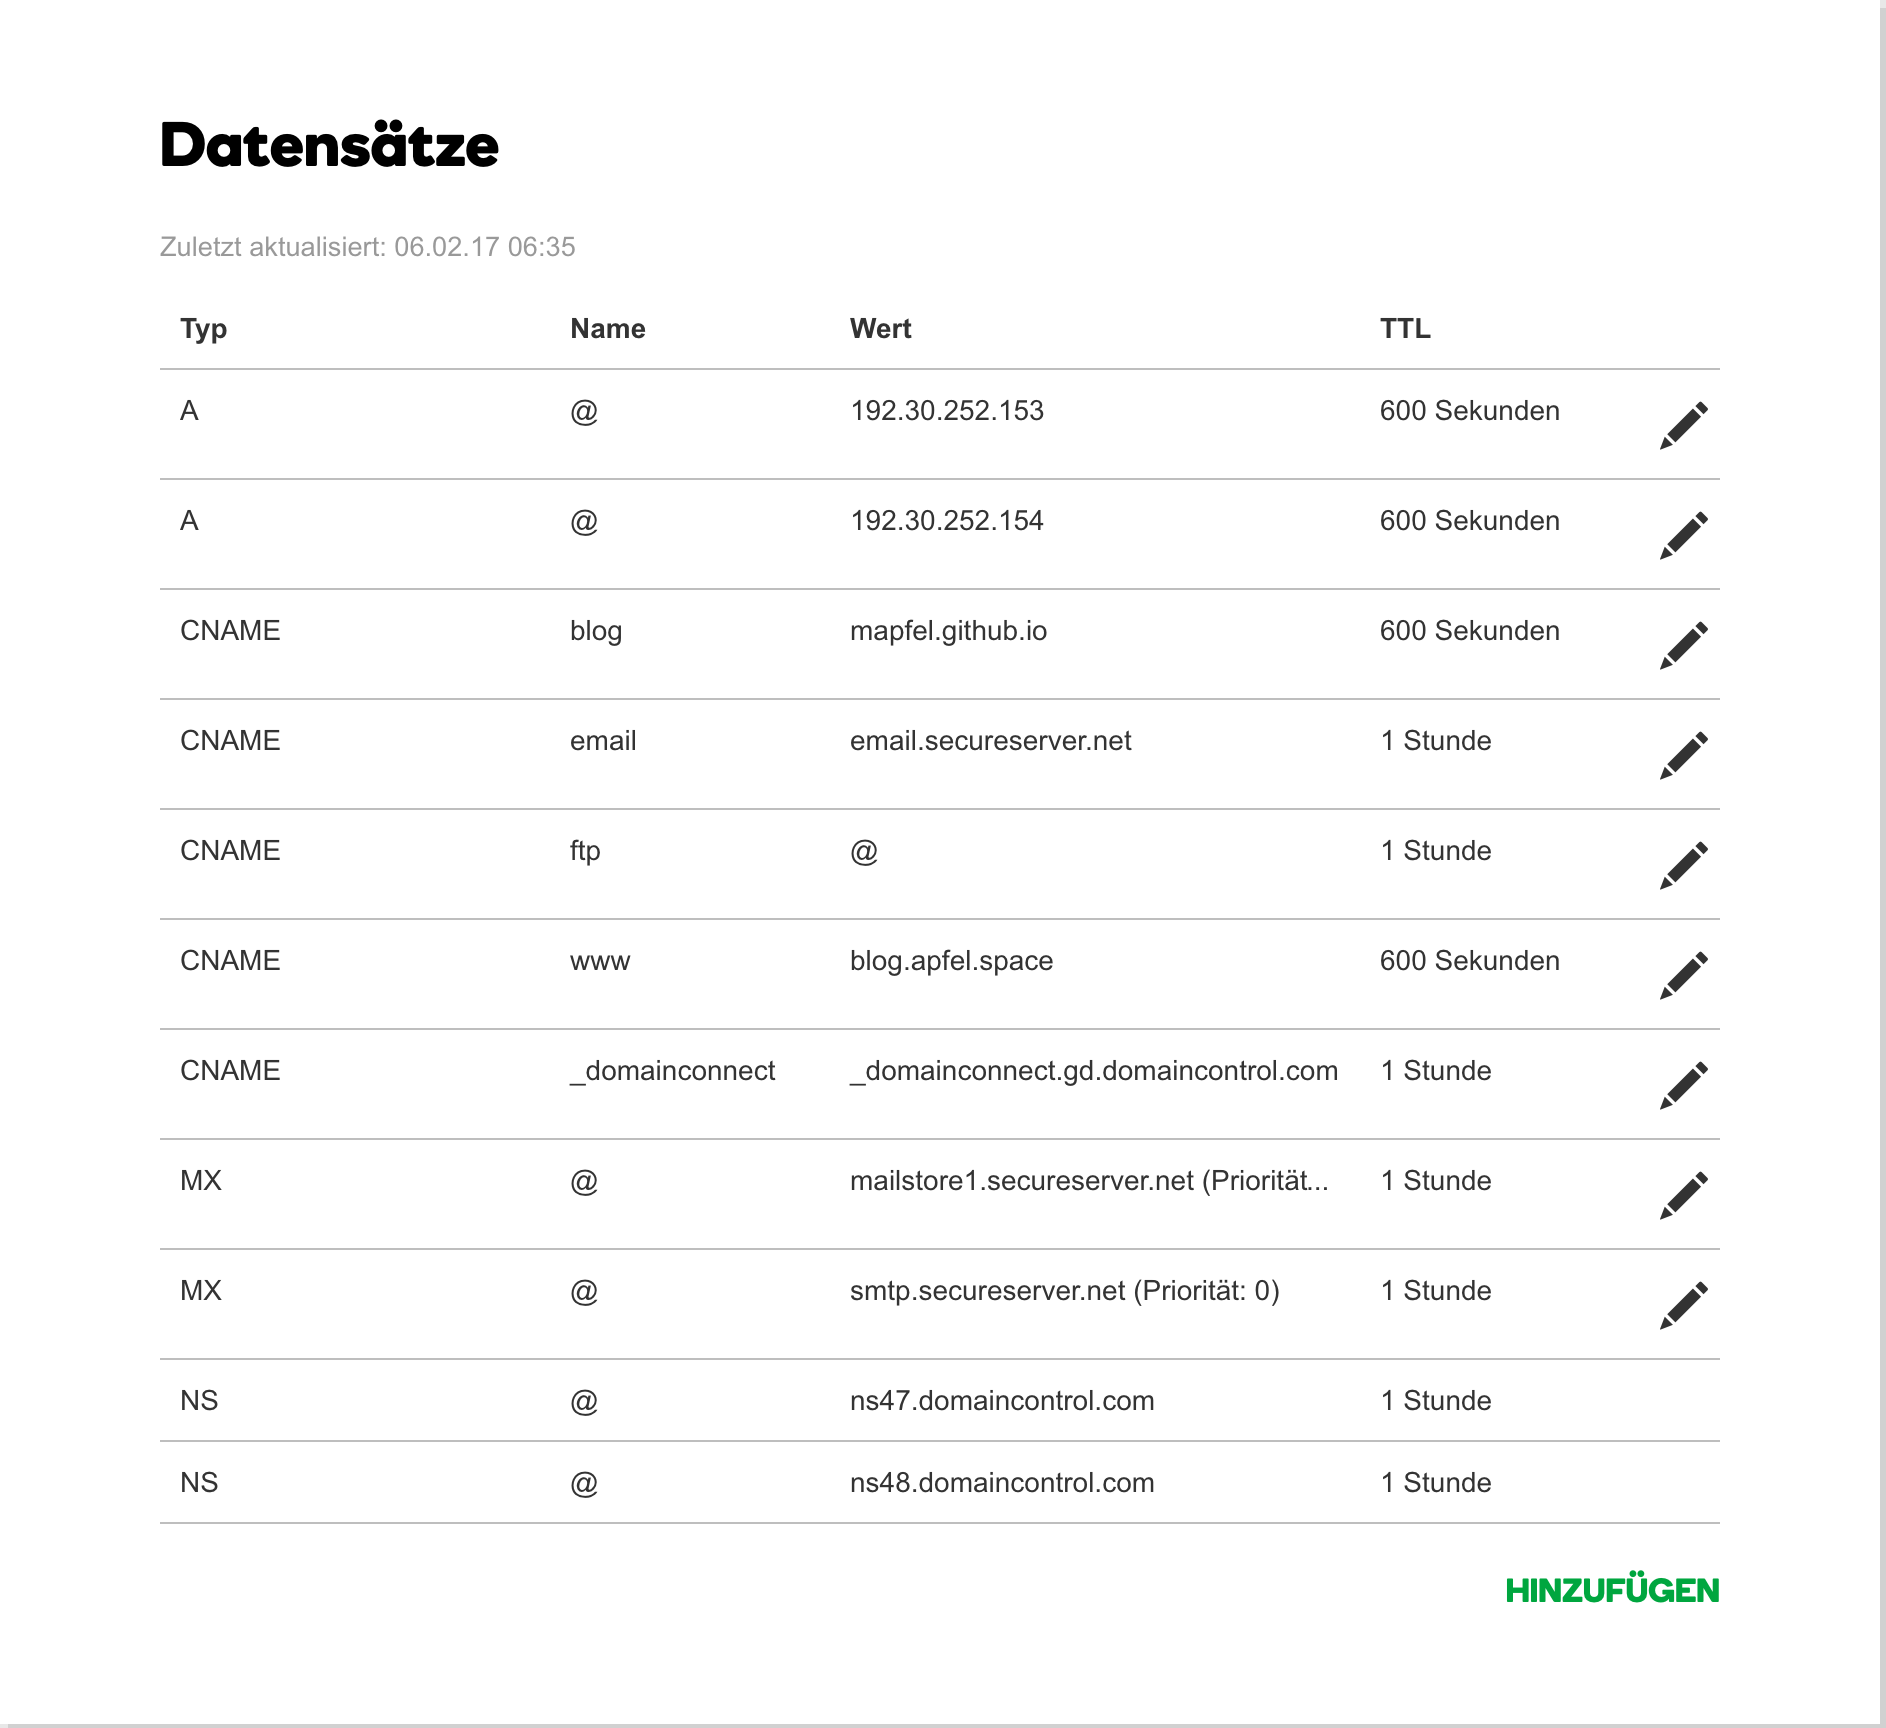 Datensätze
Zuletzt aktualisiert: 06.02.17 06:35
Typ Name Wert TTL
A @ 192.30.252.153 600 Sekunden
A @ 192.30.252.154 600 Sekunden
CNAME blog mapfel.github.io 600 Sekunden
CNAME email email.secureserver.net 1 Stunde
CNAME ftp @ 1 Stunde
CNAME www blog.apfel.space 600 Sekunden
CNAME _domainconnect _domainconnect.gd.domaincontrol.com 1 Stunde
MX @ mailstore1.secureserver.net (Priorität... 1 Stunde
MX @ smtp.secureserver.net (Priorität: 0) 1 Stunde
NS @ ns47.domaincontrol.com 1 Stunde
NS @ ns48.domaincontrol.com 1 Stunde
HINZUFÜGEN